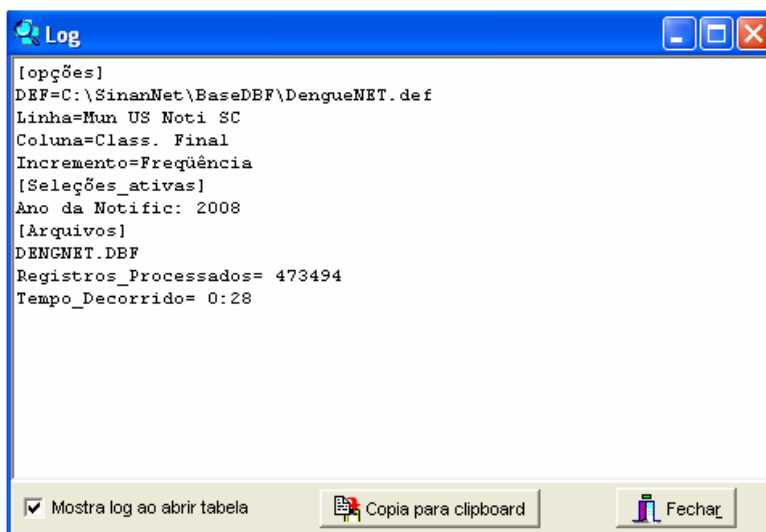 Log
[opções]
DEF=C:\SinanNet\BaseDBF\DengueNET.def
Linha=Mun US Noti SC
Coluna=Class. Final
Incremento=Freqüência
[Seleções_ativas]
Ano da Notific: 2008
[Arquivos]
DENGNET.DBF
Registros_Processados= 473494
Tempo_Decorrido= 0:28
Mostra log ao abrir tabela
Copia para clipboard
Fechar